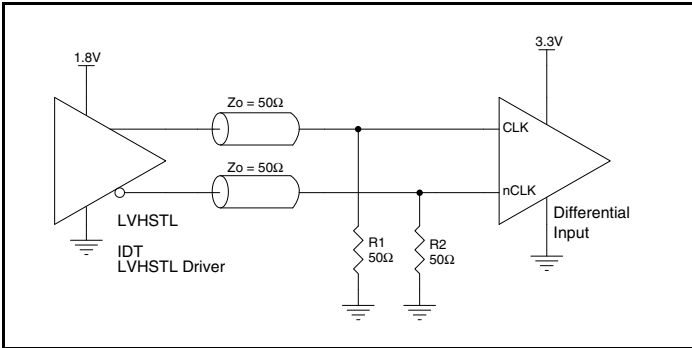 1.8V
3.3V
Zo = 50Ω
CLK
Zo = 50Ω
nCLK
LVHSTL
IDT
LVHSTL Driver
R1
50Ω
R2
50Ω
Differential
Input